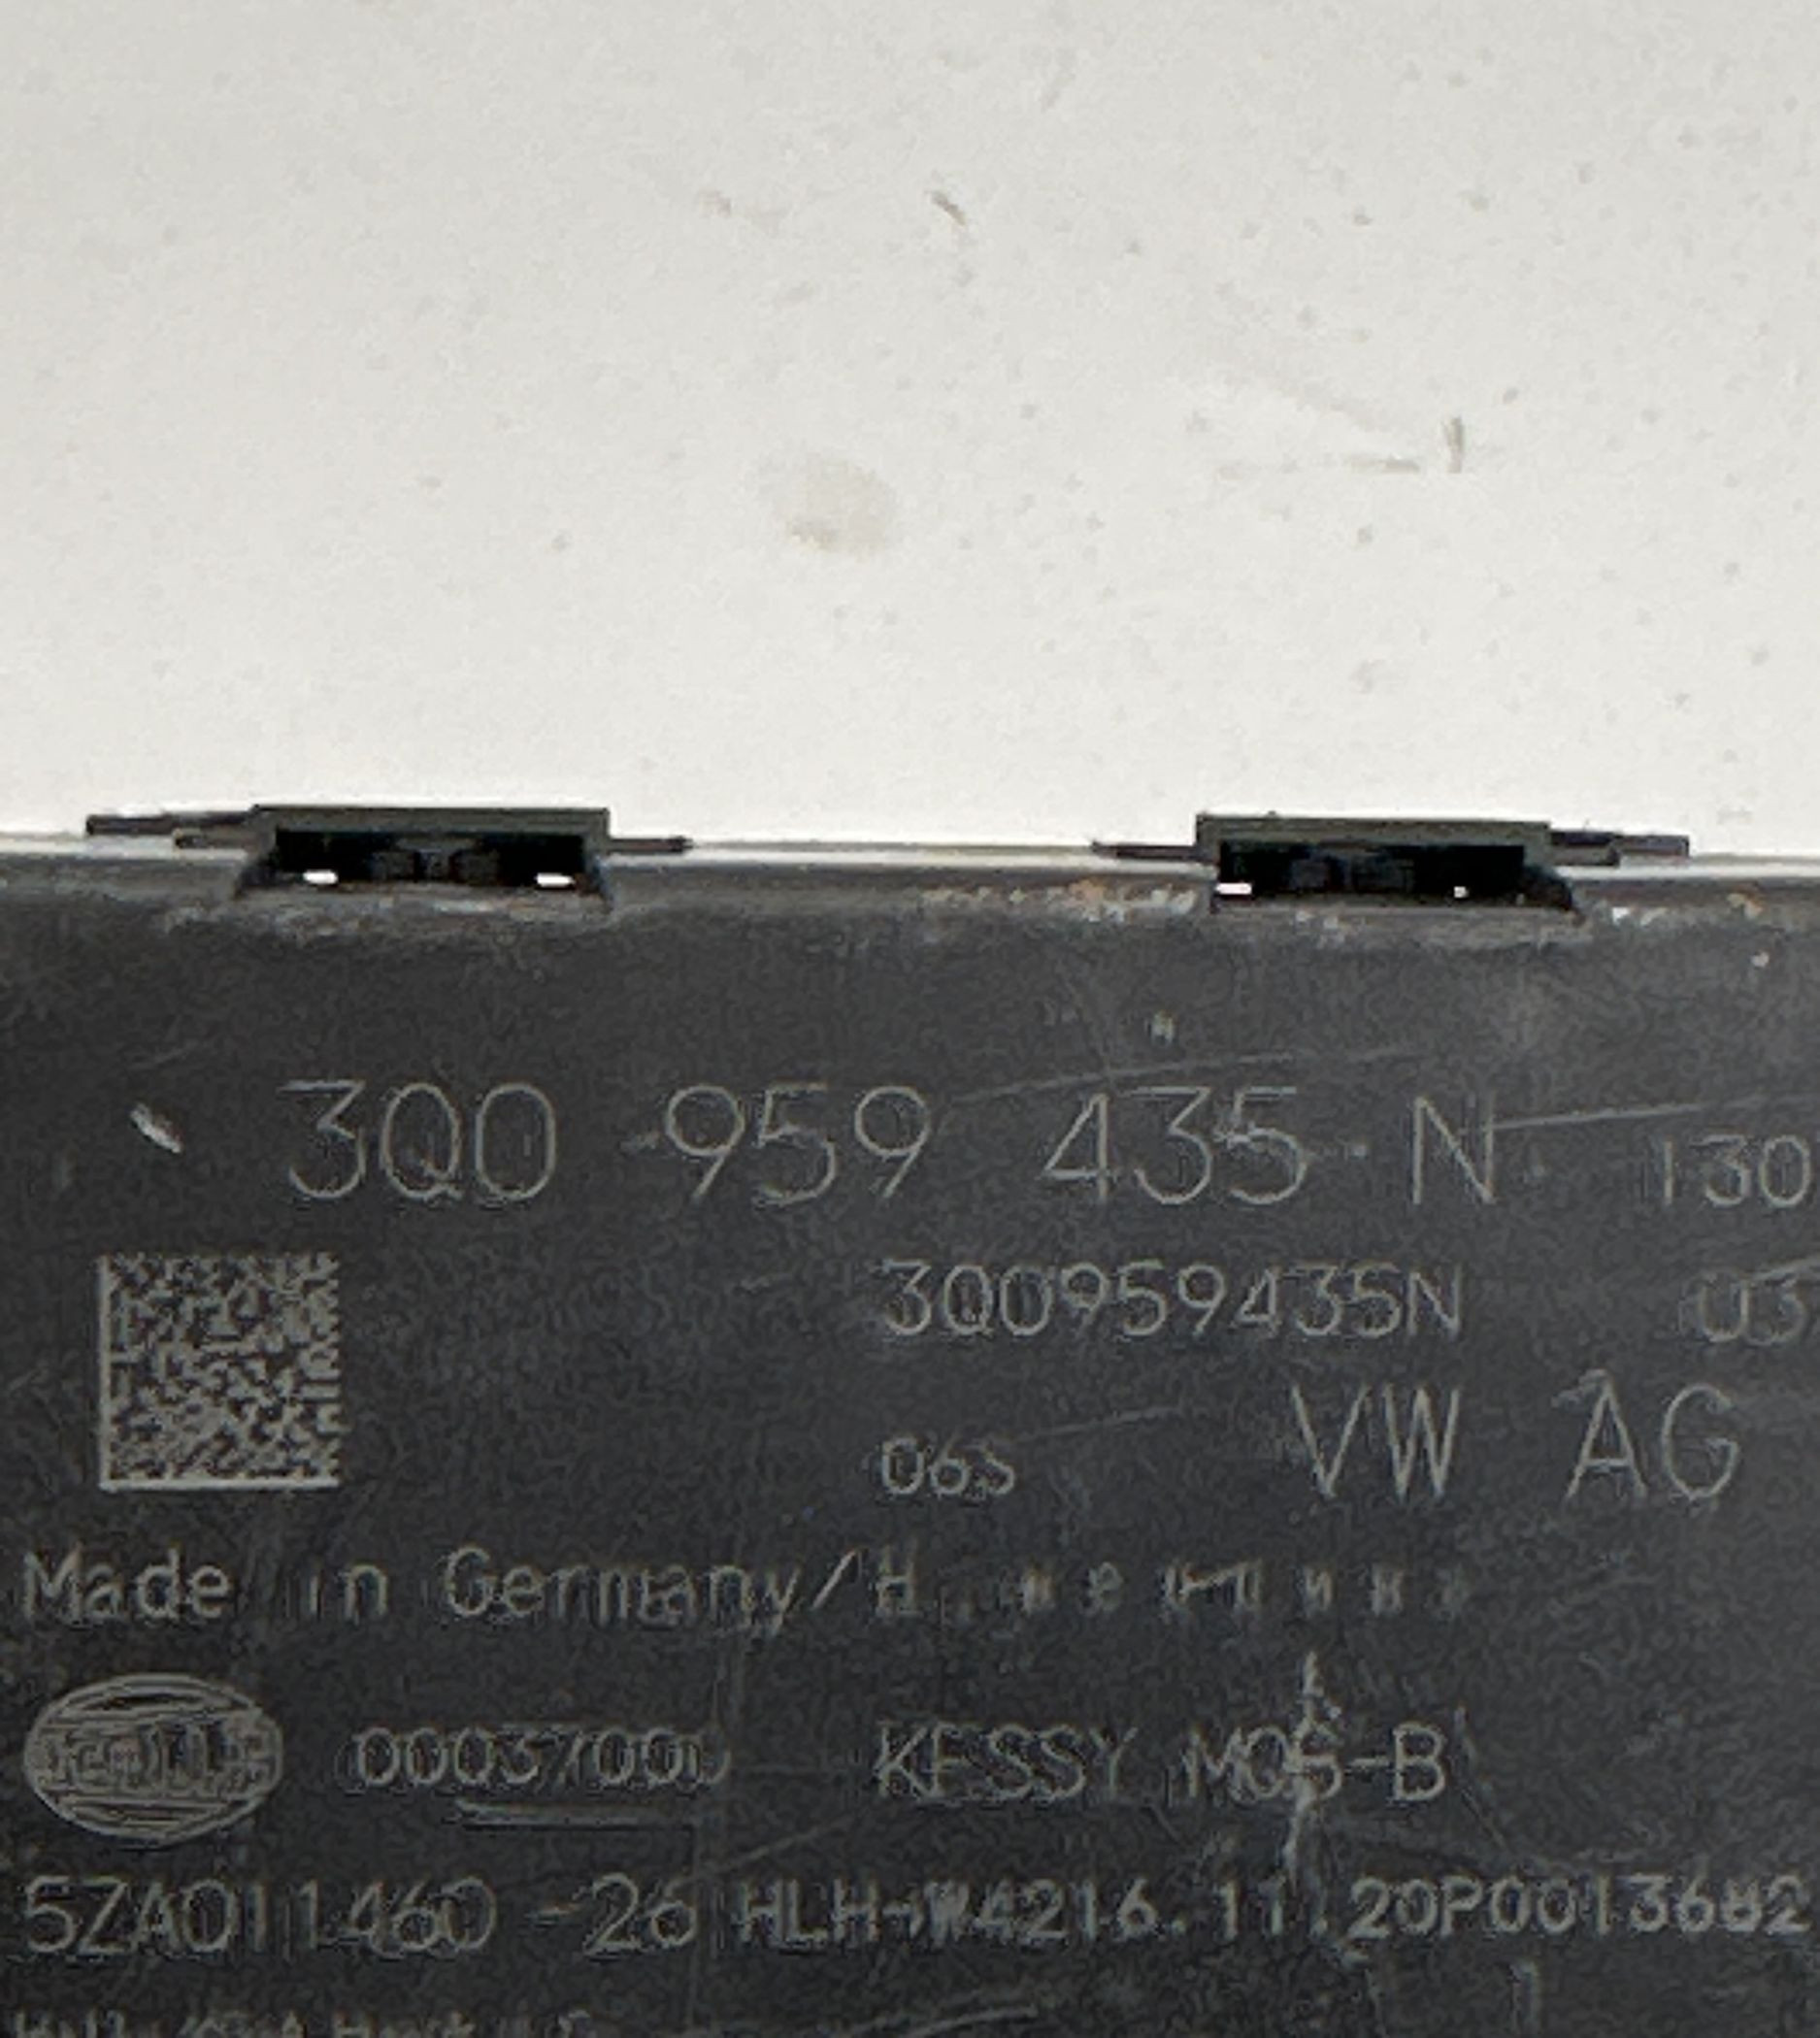 3Q0 959 435 N 130
3Q0959435N 03
06S VW AG
Made in Germany/
KESSY MQS-B
5ZA011460-26 HLH-W4216.11.20P0013682